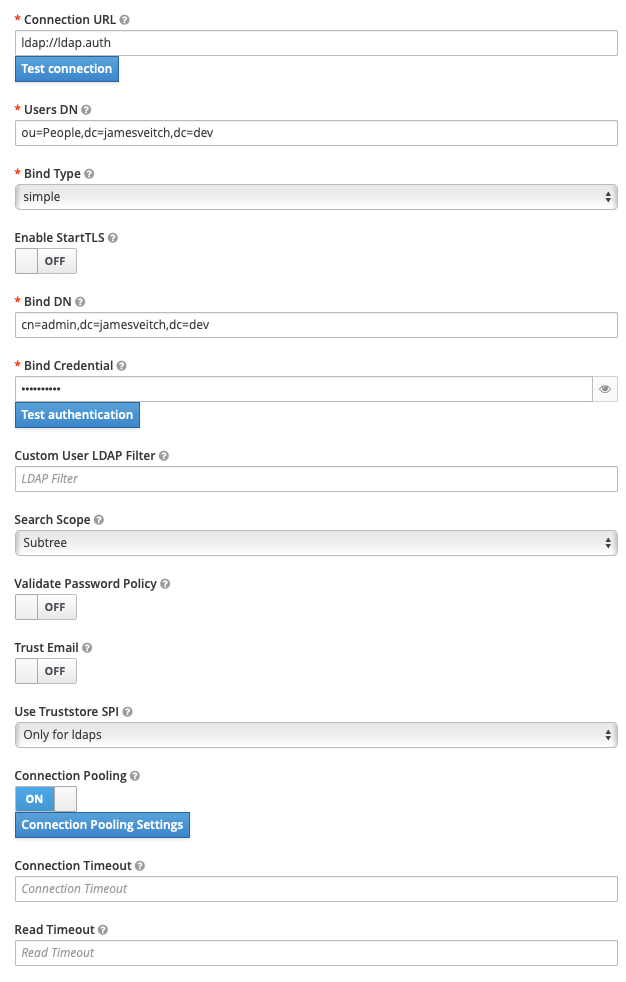 * Connection URL
ldap://ldap.auth
Test connection
* Users DN
ou=People,dc=jamesveitch,dc=dev
* Bind Type
simple
Enable StartTLS
OFF
* Bind DN
cn=admin,dc=jamesveitch,dc=dev
* Bind Credential
••••••••••
Test authentication
Custom User LDAP Filter
LDAP Filter
Search Scope
Subtree
Validate Password Policy
OFF
Trust Email
OFF
Use Truststore SPI
Only for ldaps
Connection Pooling
ON
Connection Pooling Settings
Connection Timeout
Connection Timeout
Read Timeout
Read Timeout